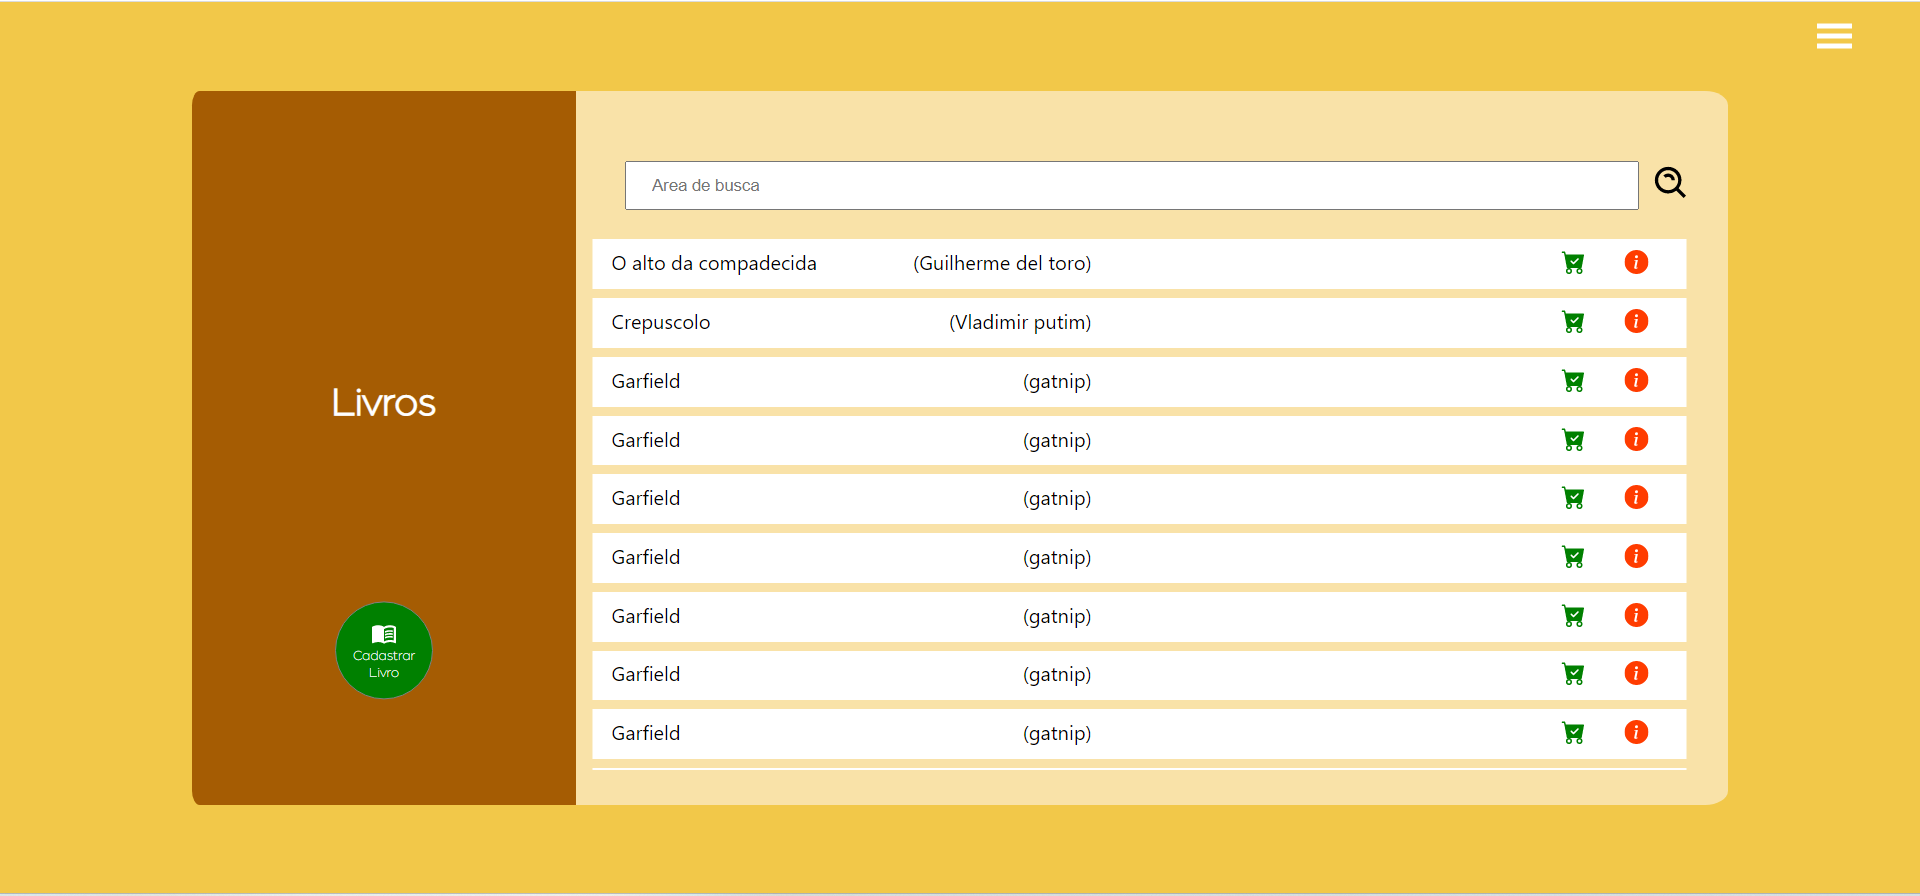 Livros
Cadastrar
Livro
Area de busca
O alto da compadecida (Guilherme del toro)
Crepuscolo (Vladimir putim)
Garfield (gatnip)
Garfield (gatnip)
Garfield (gatnip)
Garfield (gatnip)
Garfield (gatnip)
Garfield (gatnip)
Garfield (gatnip)